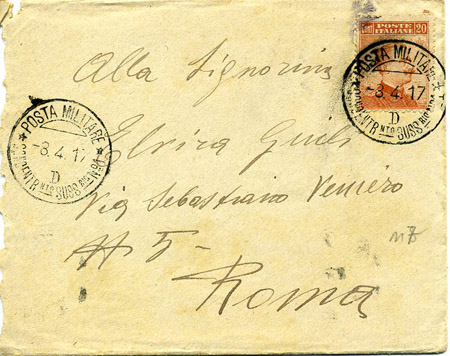 POSTE ITALIANE 20
POSTA MILITARE
-8.4.17
D
Alla Signorina
POSTA MILITARE
-8.4.17
D
Elvira
Via Sebastiano Veniero
# 5-
Roma